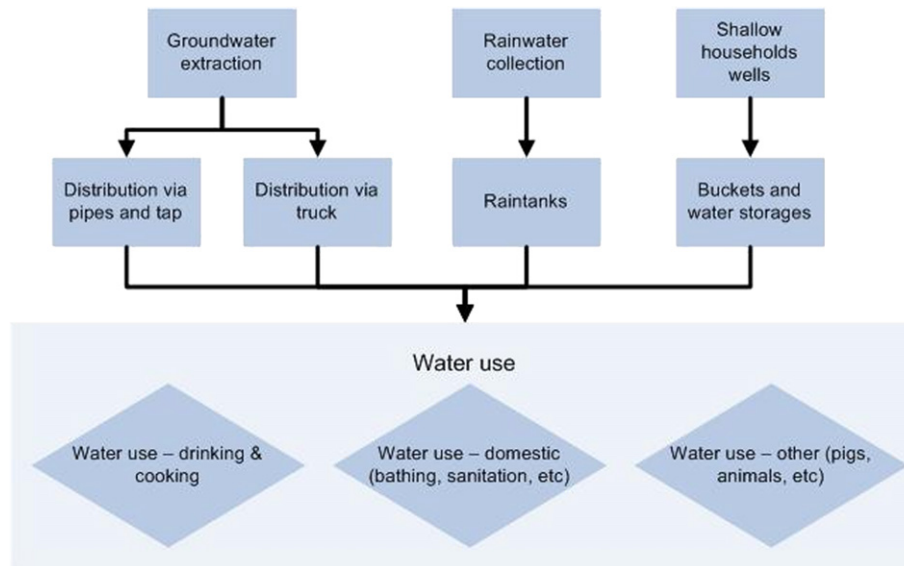 Groundwater
extraction
Rainwater
collection
Shallow
households
wells
Distribution via
pipes and tap
Distribution via
truck
Raintanks
Buckets and
water storages
Water use
Water use – drinking &
cooking
Water use – domestic
(bathing, sanitation, etc)
Water use – other (pigs,
animals, etc)